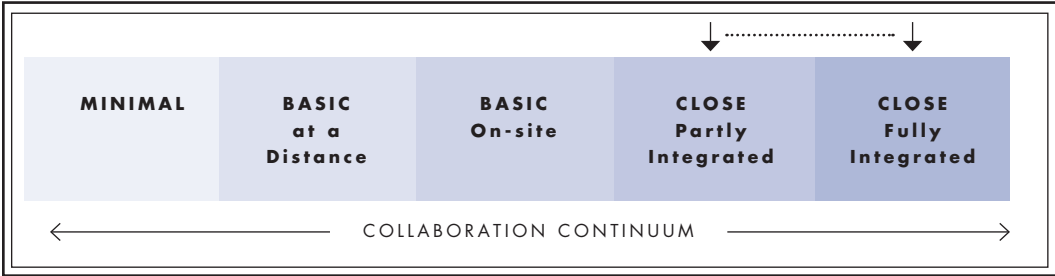 MINIMAL
BASIC
at a
Distance
BASIC
On-site
CLOSE
Partly
Integrated
CLOSE
Fully
Integrated
COLLABORATION CONTINUUM